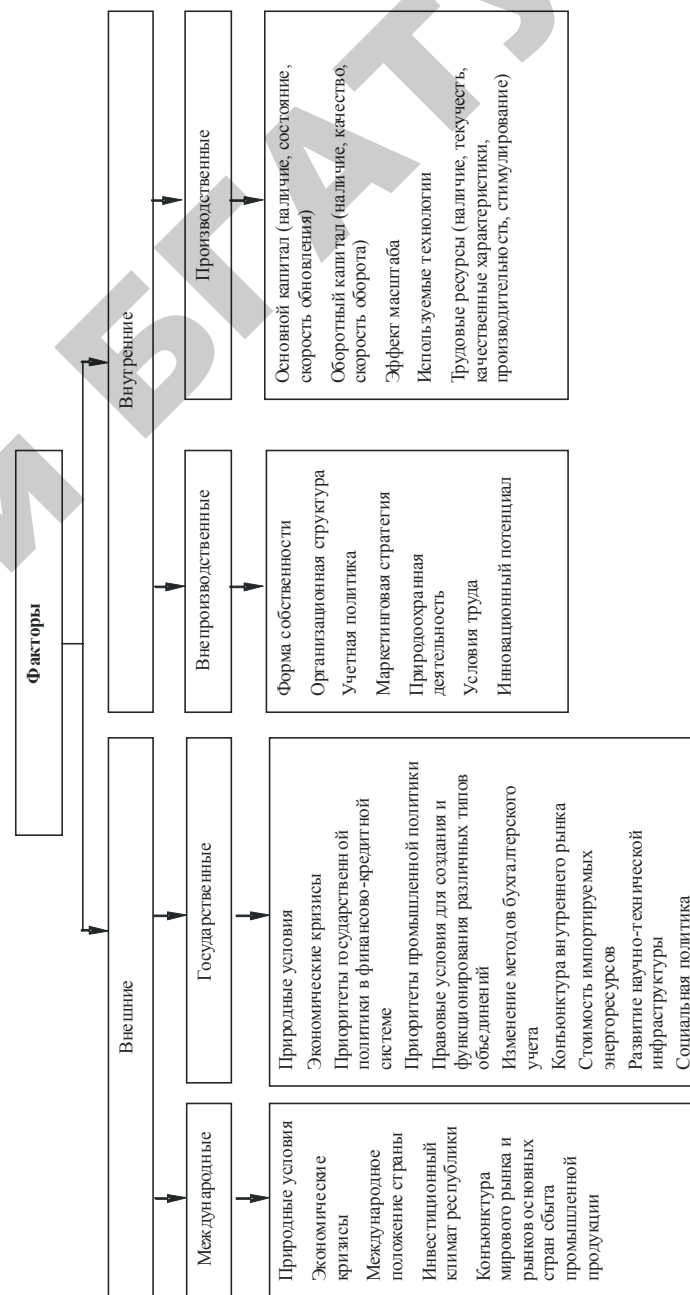 Факторы
Внешние
Международные
Природные условия
Экономические
кризисы
Международное
положение страны
Инвестиционный
климат республики
Конъюнктура
мирового рынка и
рынков основных
стран сбыта
промышленной
продукции
Государственные
Природные условия
Экономические кризисы
Приоритеты государственной
политики в финансово-кредитной
системе
Приоритеты промышленной политики
Правовые условия для создания и
функционирования различных типов
объединений
Изменение методов бухгалтерского
учета
Конъюнктура внутреннего рынка
Стоимость импортируемых
энергоресурсов
Развитие научно-технической
инфраструктуры
Социальная политика
Внутренние
Внепроизводственные
Форма собственности
Организационная структура
Учетная политика
Маркетинговая стратегия
Природоохранная
деятельность
Условия труда
Инновационный потенциал
Производственные
Основной капитал (наличие, состояние,
скорость обновления)
Оборотный капитал (наличие, качество,
скорость оборота)
Эффект масштаба
Используемые технологии
Трудовые ресурсы (наличие, текучесть,
качественные характеристики,
производительность, стимулирование)
БГАТУ